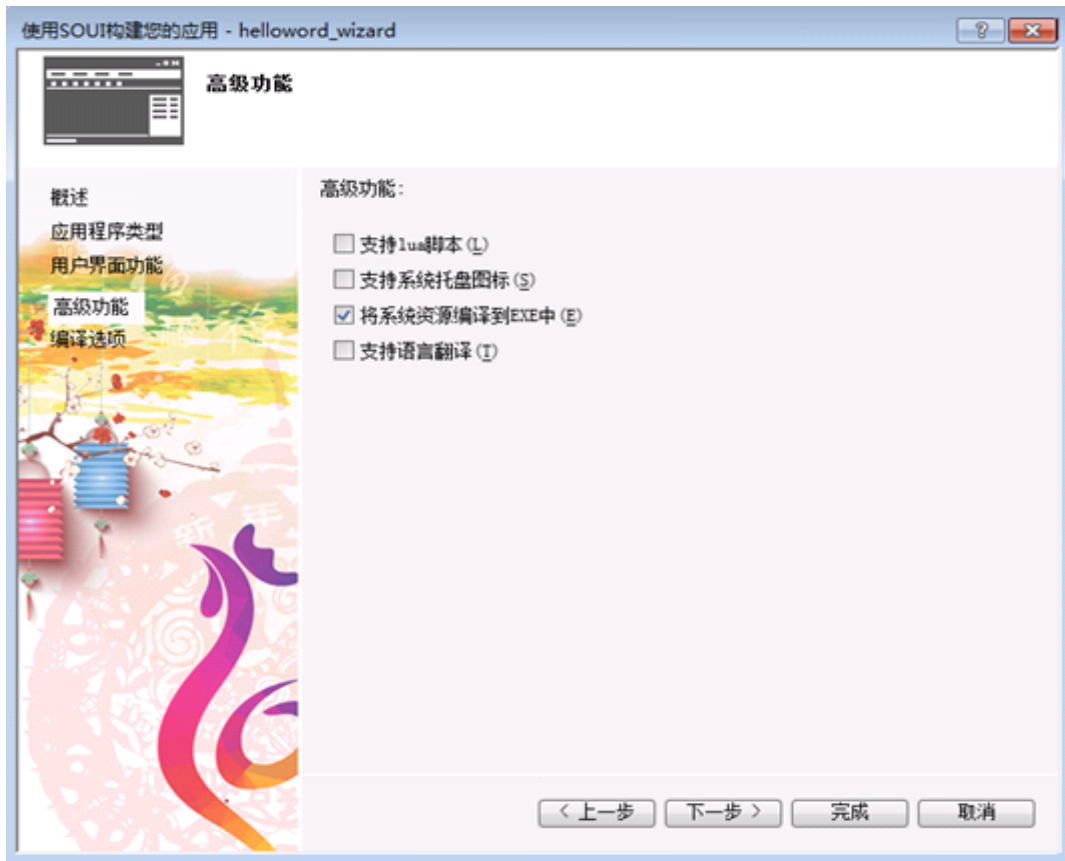 使用SOUI构建您的应用 - helloword_wizard
高级功能
概述
应用程序类型
用户界面功能
高级功能
编译选项
高级功能:
支持lua脚本(L)
支持系统托盘图标(S)
将系统资源编译到EXE中(E)
支持语言翻译(T)
新年
< 上一步
下一步 >
完成
取消